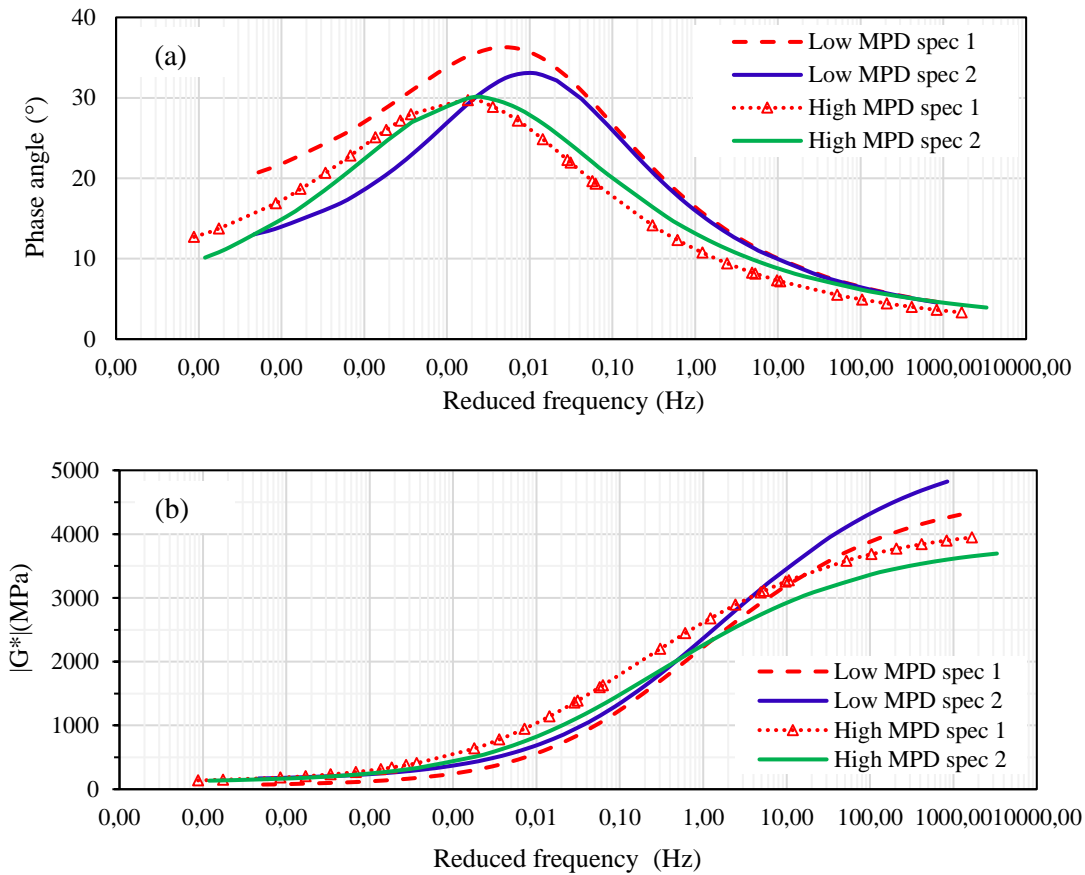 40
(a)
Low MPD spec 1
Low MPD spec 2
High MPD spec 1
High MPD spec 2
30
20
10
0
Phase angle (°)
0,00 0,00 0,00 0,00 0,00 0,01 0,10 1,00 10,00 100,00 1000,0010000,00
Reduced frequency (Hz)
5000
(b)
4000
3000
2000
1000
0
|G*|(MPa)
Low MPD spec 1
Low MPD spec 2
High MPD spec 1
High MPD spec 2
0,00 0,00 0,00 0,00 0,00 0,01 0,10 1,00 10,00 100,00 1000,0010000,00
Reduced frequency (Hz)